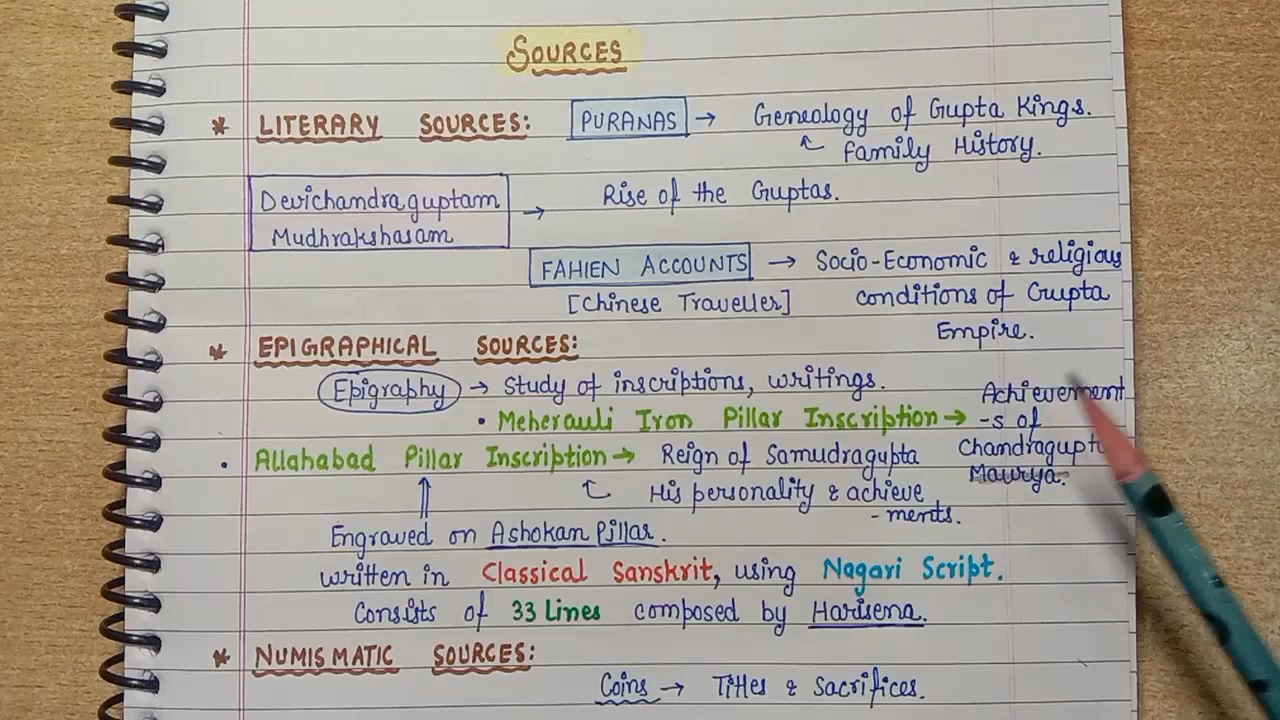 SOURCES
* LITERARY SOURCES: PURANAS → Geneology of Gupta Kings.
family History.
Devichandraguptam
Mudhrakshasam → Rise of the Guptas.
FAHIEN ACCOUNTS → Socio-Economic & religious
[Chinese Traveller] conditions of Gupta
Empire.
* EPIGRAPHICAL SOURCES:
Epigraphy → Study of inscriptions, writings.
• Meherauli Iron Pillar Inscription → Achievement
-s of
Chandragupta
Maurya.
• Allahabad Pillar Inscription → Reign of Samudragupta
His personality & achieve
-ments.
Engraved on Ashokan Pillar.
written in Classical Sanskrit, using Nagari Script.
Consists of 33 Lines composed by Harisena.
* NUMISMATIC SOURCES:
Coins → Titles & Sacrifices.